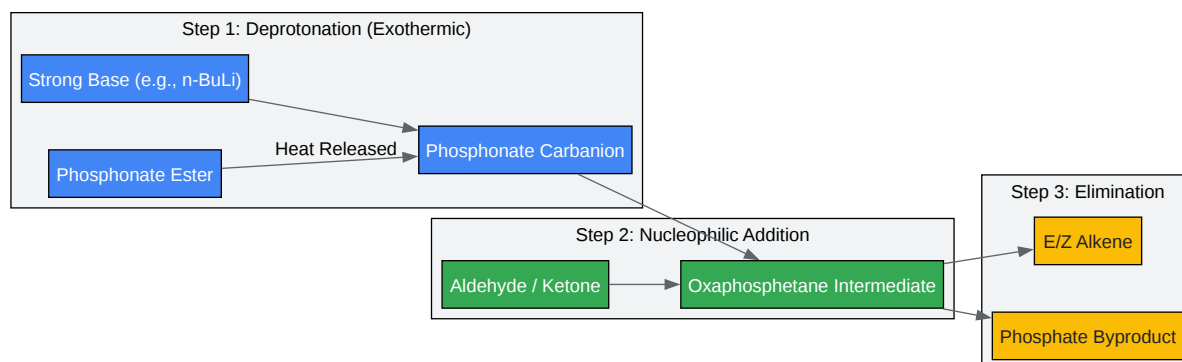 Step 1: Deprotonation (Exothermic)
Strong Base (e.g., n-BuLi)
Heat Released
Phosphonate Carbanion
Phosphonate Ester
Step 2: Nucleophilic Addition
Aldehyde / Ketone
Oxaphosphetane Intermediate
Step 3: Elimination
E/Z Alkene
Phosphate Byproduct